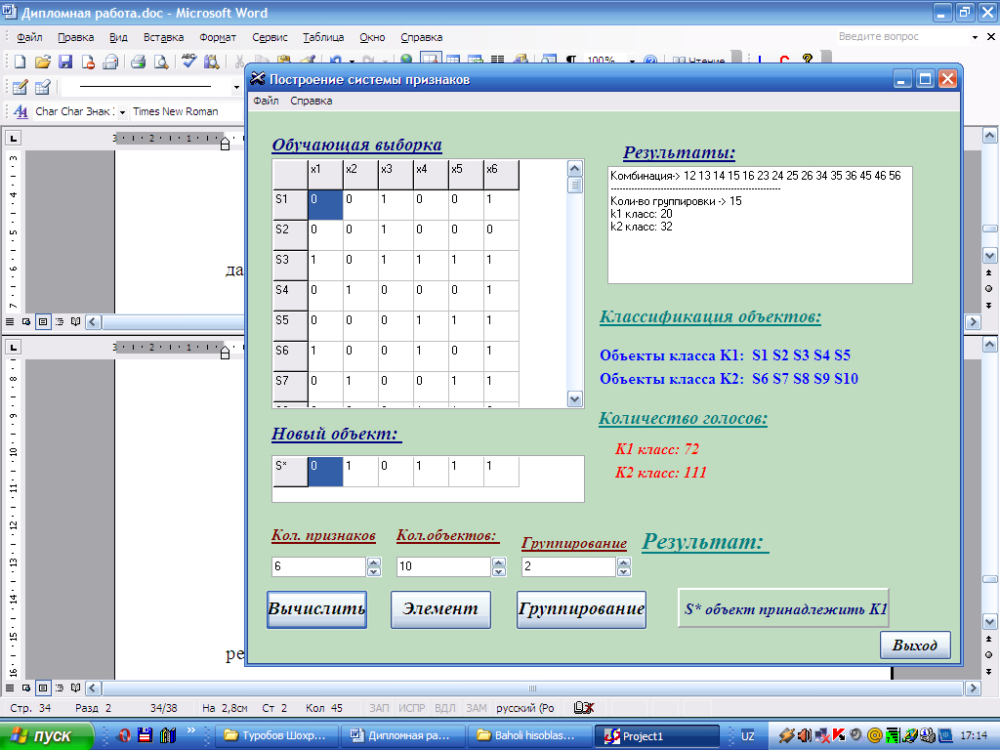 Дипломная работа.doc - Microsoft Word
Файл Правка Вид Вставка Формат Сервис Таблица Окно Справка
Введите вопрос
100% Чтение
Char Char Знак Times New Roman
Построение системы признаков
Файл Справка
Обучающая выборка
x1 x2 x3 x4 x5 x6
S1 0 0 1 0 0 1
S2 0 0 1 0 0 0
S3 1 0 1 1 1 1
S4 0 1 0 0 0 1
S5 0 0 0 1 1 1
S6 1 0 0 1 0 1
S7 0 1 0 0 0 1
Результаты:
Комбинация-> 12 13 14 15 16 23 24 25 26 34 35 36 45 46 56
Коли-во группировки -> 15
k1 класс: 20
k2 класс: 32
Классификация объектов:
Объекты класса K1: S1 S2 S3 S4 S5
Объекты класса K2: S6 S7 S8 S9 S10
Количество голосов:
K1 класс: 72
K2 класс: 111
Новый объект:
S* 0 1 0 1 1 1
Кол. признаков Кол.объектов: Группирование
6 10 2
Результат:
Вычислить Элемент Группирование
S* объект принадлежить K1
Выход
да
ре
Стр. 34 Разд 2 34/38 На 2,8см Ст 2 Кол 45 ЗАП ИСПР ВДЛ ЗАМ русский (Ро
пуск Туробов Шохр... Дипломная ра... Baholi hisoblas... Project1 UZ 17:14